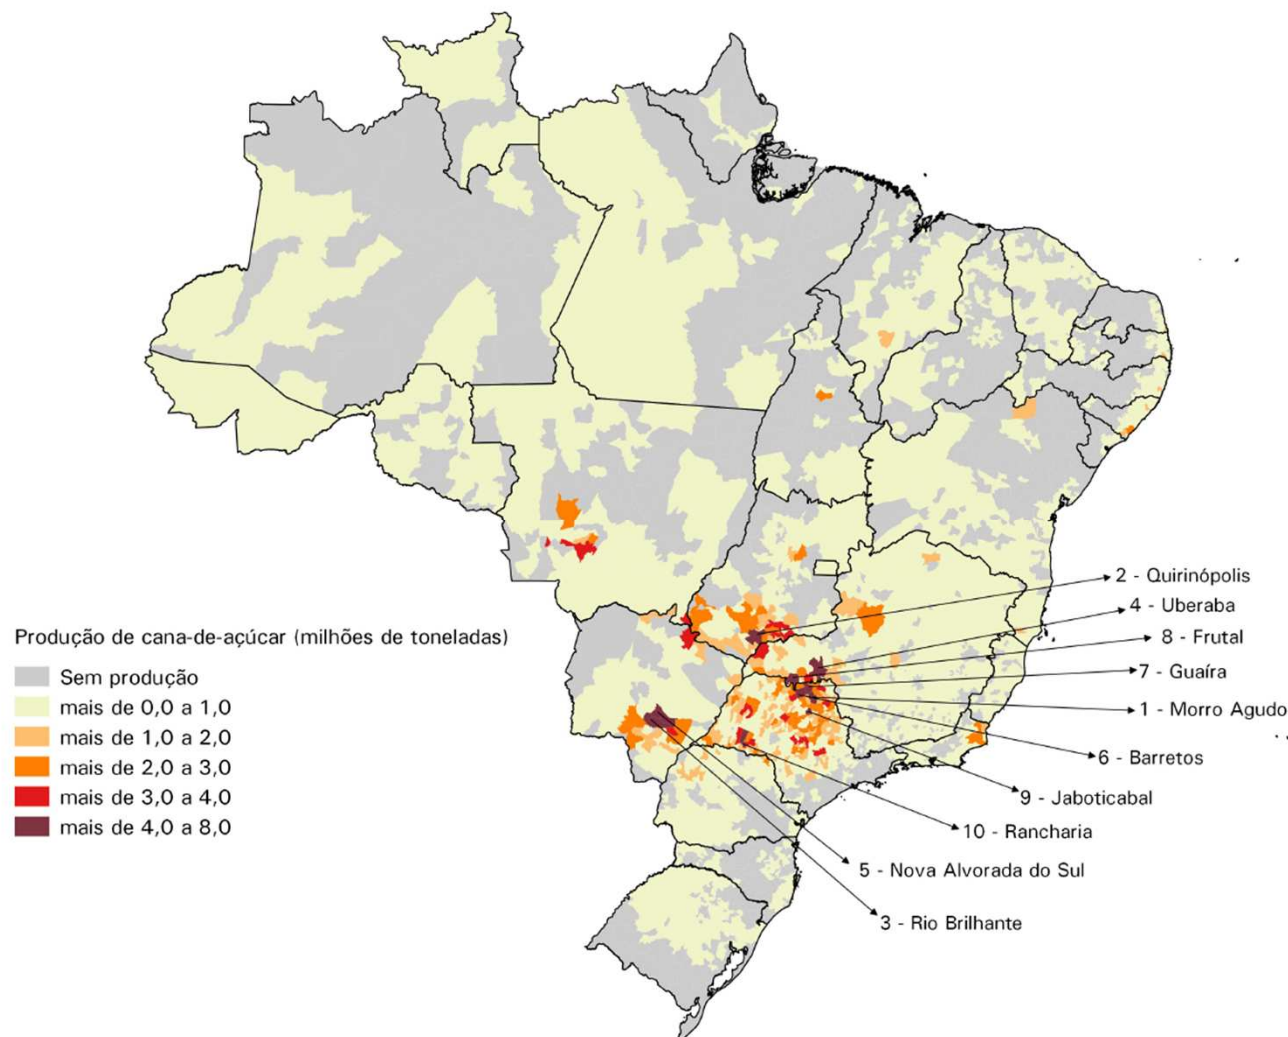 2 - Quirinópolis
4 - Uberaba
8 - Frutal
7 - Guaíra
1 - Morro Agudo
6 - Barretos
9 - Jaboticabal
10 - Rancharia
5 - Nova Alvorada do Sul
3 - Rio Brilhante
Produção de cana-de-açúcar (milhões de toneladas)
Sem produção
mais de 0,0 a 1,0
mais de 1,0 a 2,0
mais de 2,0 a 3,0
mais de 3,0 a 4,0
mais de 4,0 a 8,0